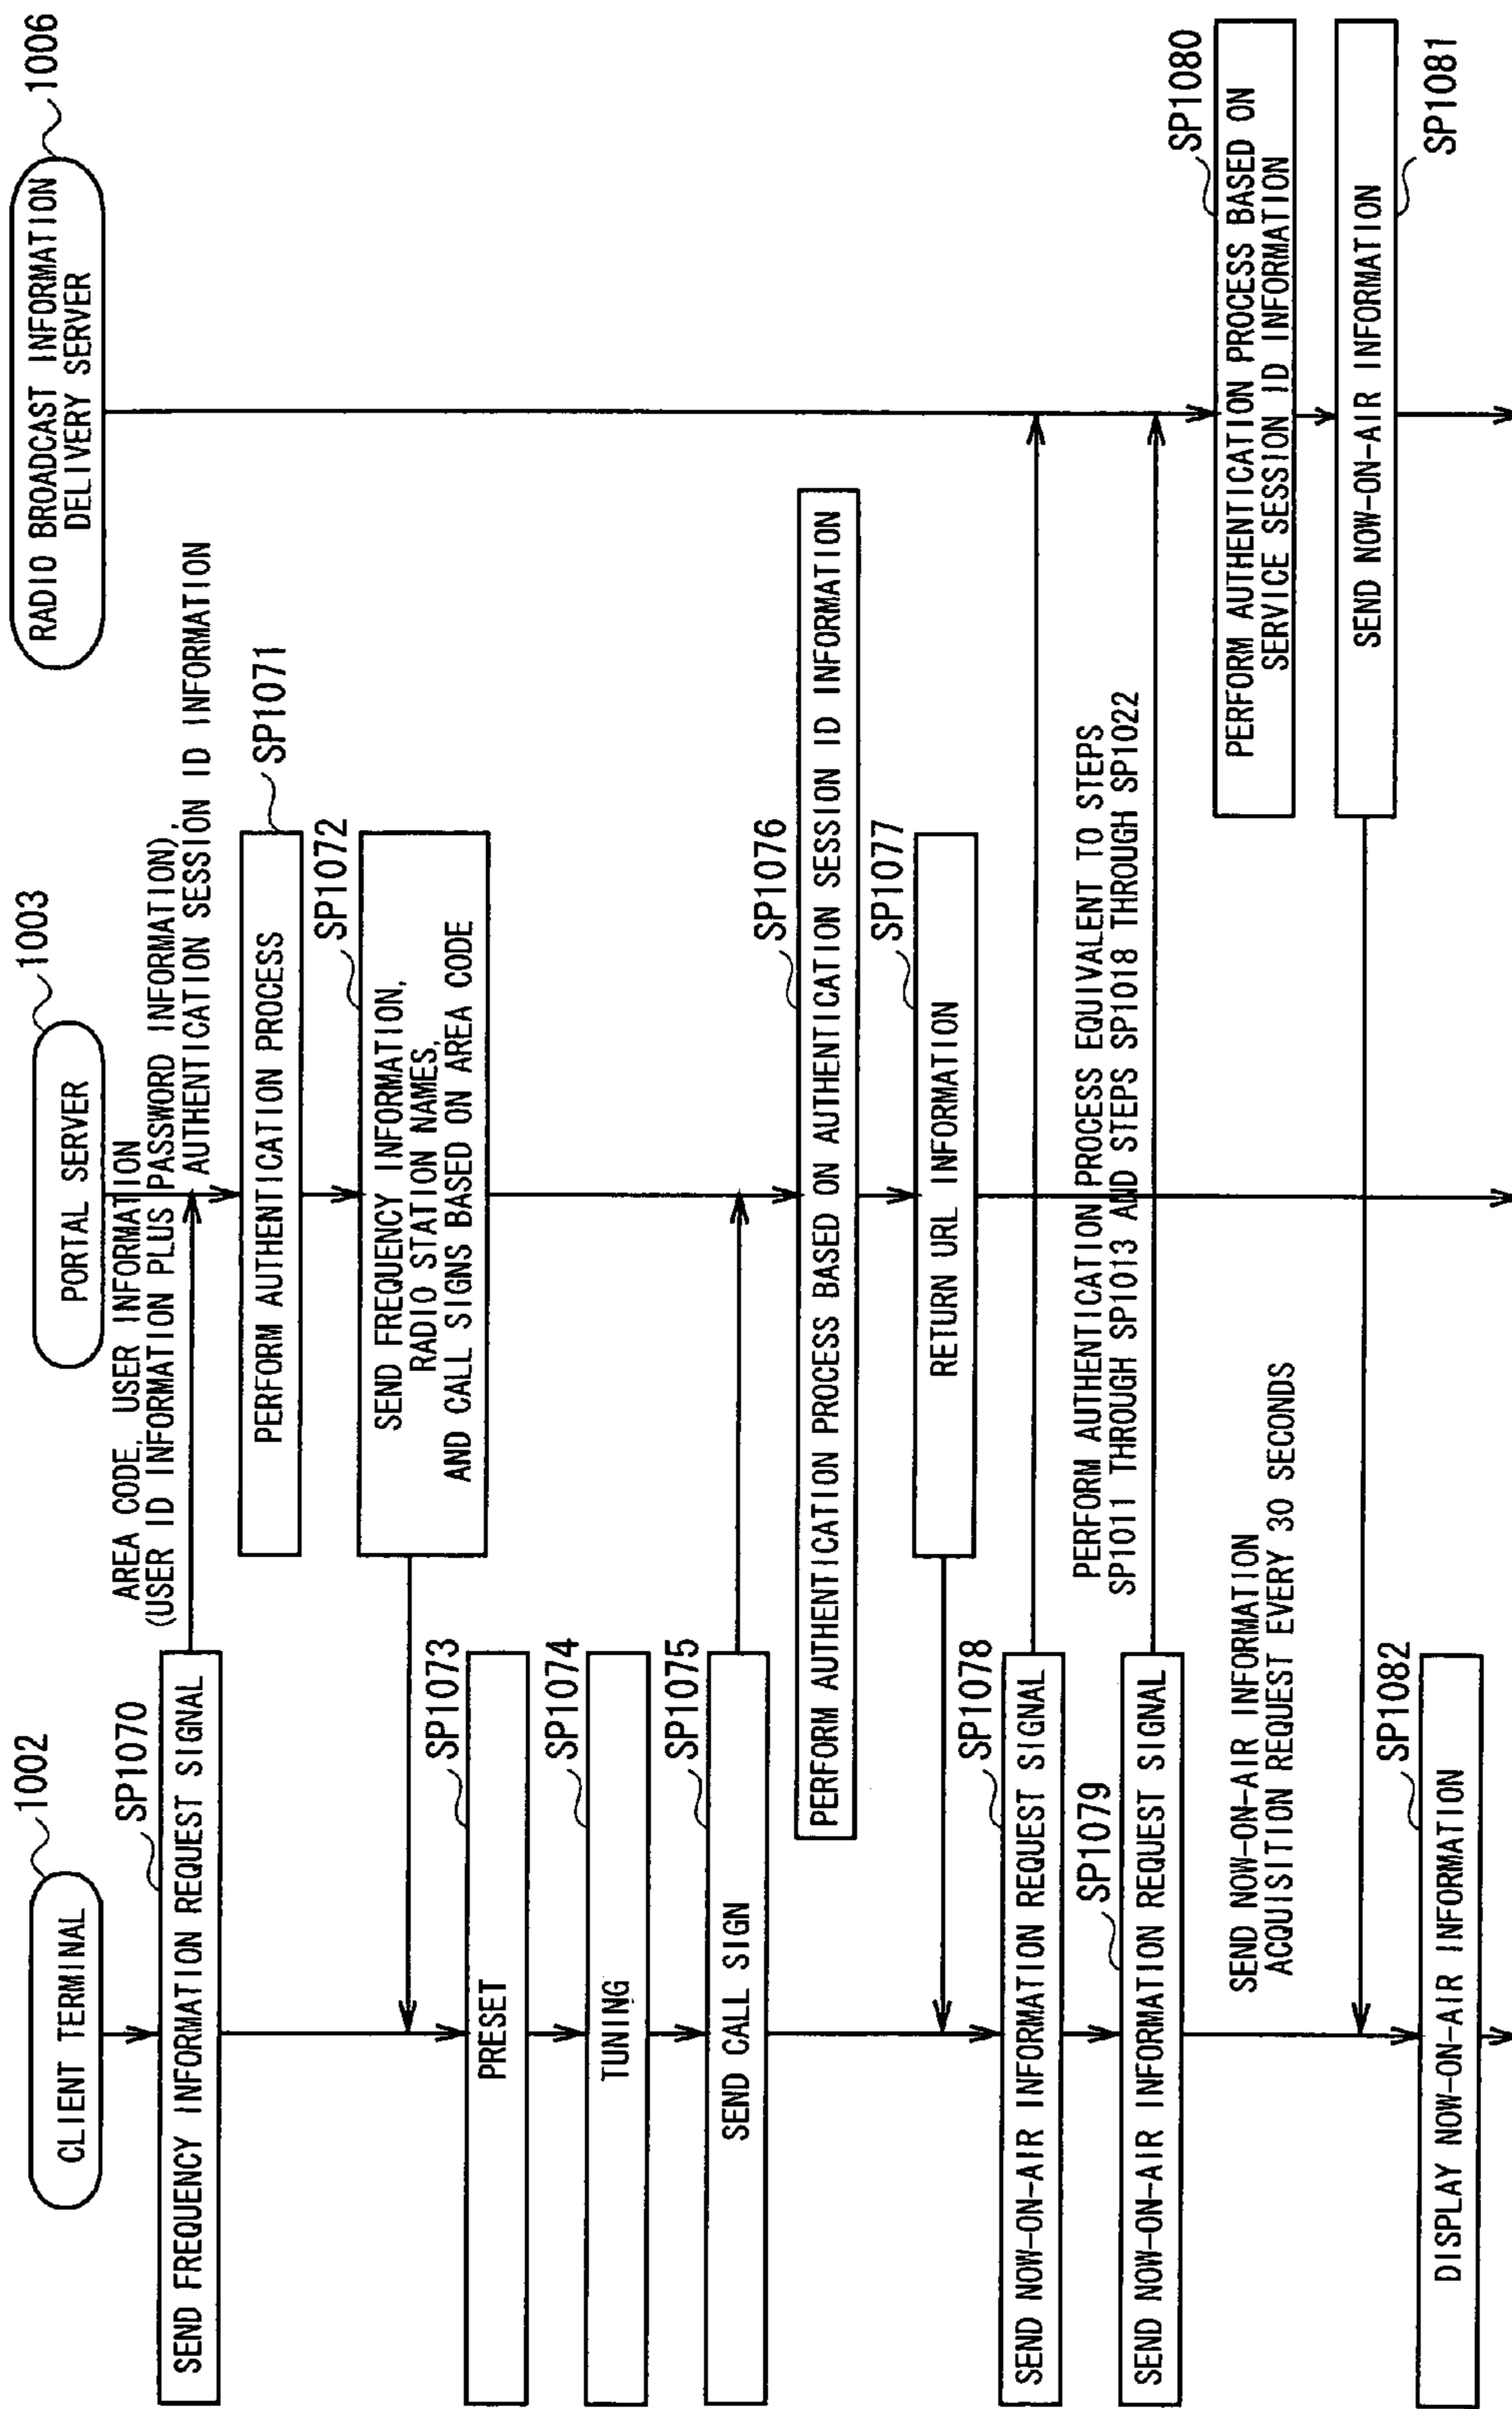 CLIENT TERMINAL
1002
PORTAL SERVER
1003
RADIO BROADCAST INFORMATION
DELIVERY SERVER
1006
AREA CODE, USER INFORMATION
(USER ID INFORMATION PLUS PASSWORD INFORMATION),
AUTHENTICATION SESSION ID INFORMATION
SP1070
SEND FREQUENCY INFORMATION REQUEST SIGNAL
SP1071
PERFORM AUTHENTICATION PROCESS
SP1072
SEND FREQUENCY INFORMATION,
RADIO STATION NAMES,
AND CALL SIGNS BASED ON AREA CODE
SP1073
PRESET
SP1074
TUNING
SP1075
SEND CALL SIGN
SP1076
PERFORM AUTHENTICATION PROCESS BASED ON AUTHENTICATION SESSION ID INFORMATION
SP1077
RETURN URL INFORMATION
SP1078
SEND NOW-ON-AIR INFORMATION REQUEST SIGNAL
PERFORM AUTHENTICATION PROCESS EQUIVALENT TO STEPS
SP1011 THROUGH SP1013 AND STEPS SP1018 THROUGH SP1022
SP1079
SEND NOW-ON-AIR INFORMATION REQUEST SIGNAL
SEND NOW-ON-AIR INFORMATION
ACQUISITION REQUEST EVERY 30 SECONDS
SP1080
PERFORM AUTHENTICATION PROCESS BASED ON
SERVICE SESSION ID INFORMATION
SEND NOW-ON-AIR INFORMATION
SP1081
SP1082
DISPLAY NOW-ON-AIR INFORMATION